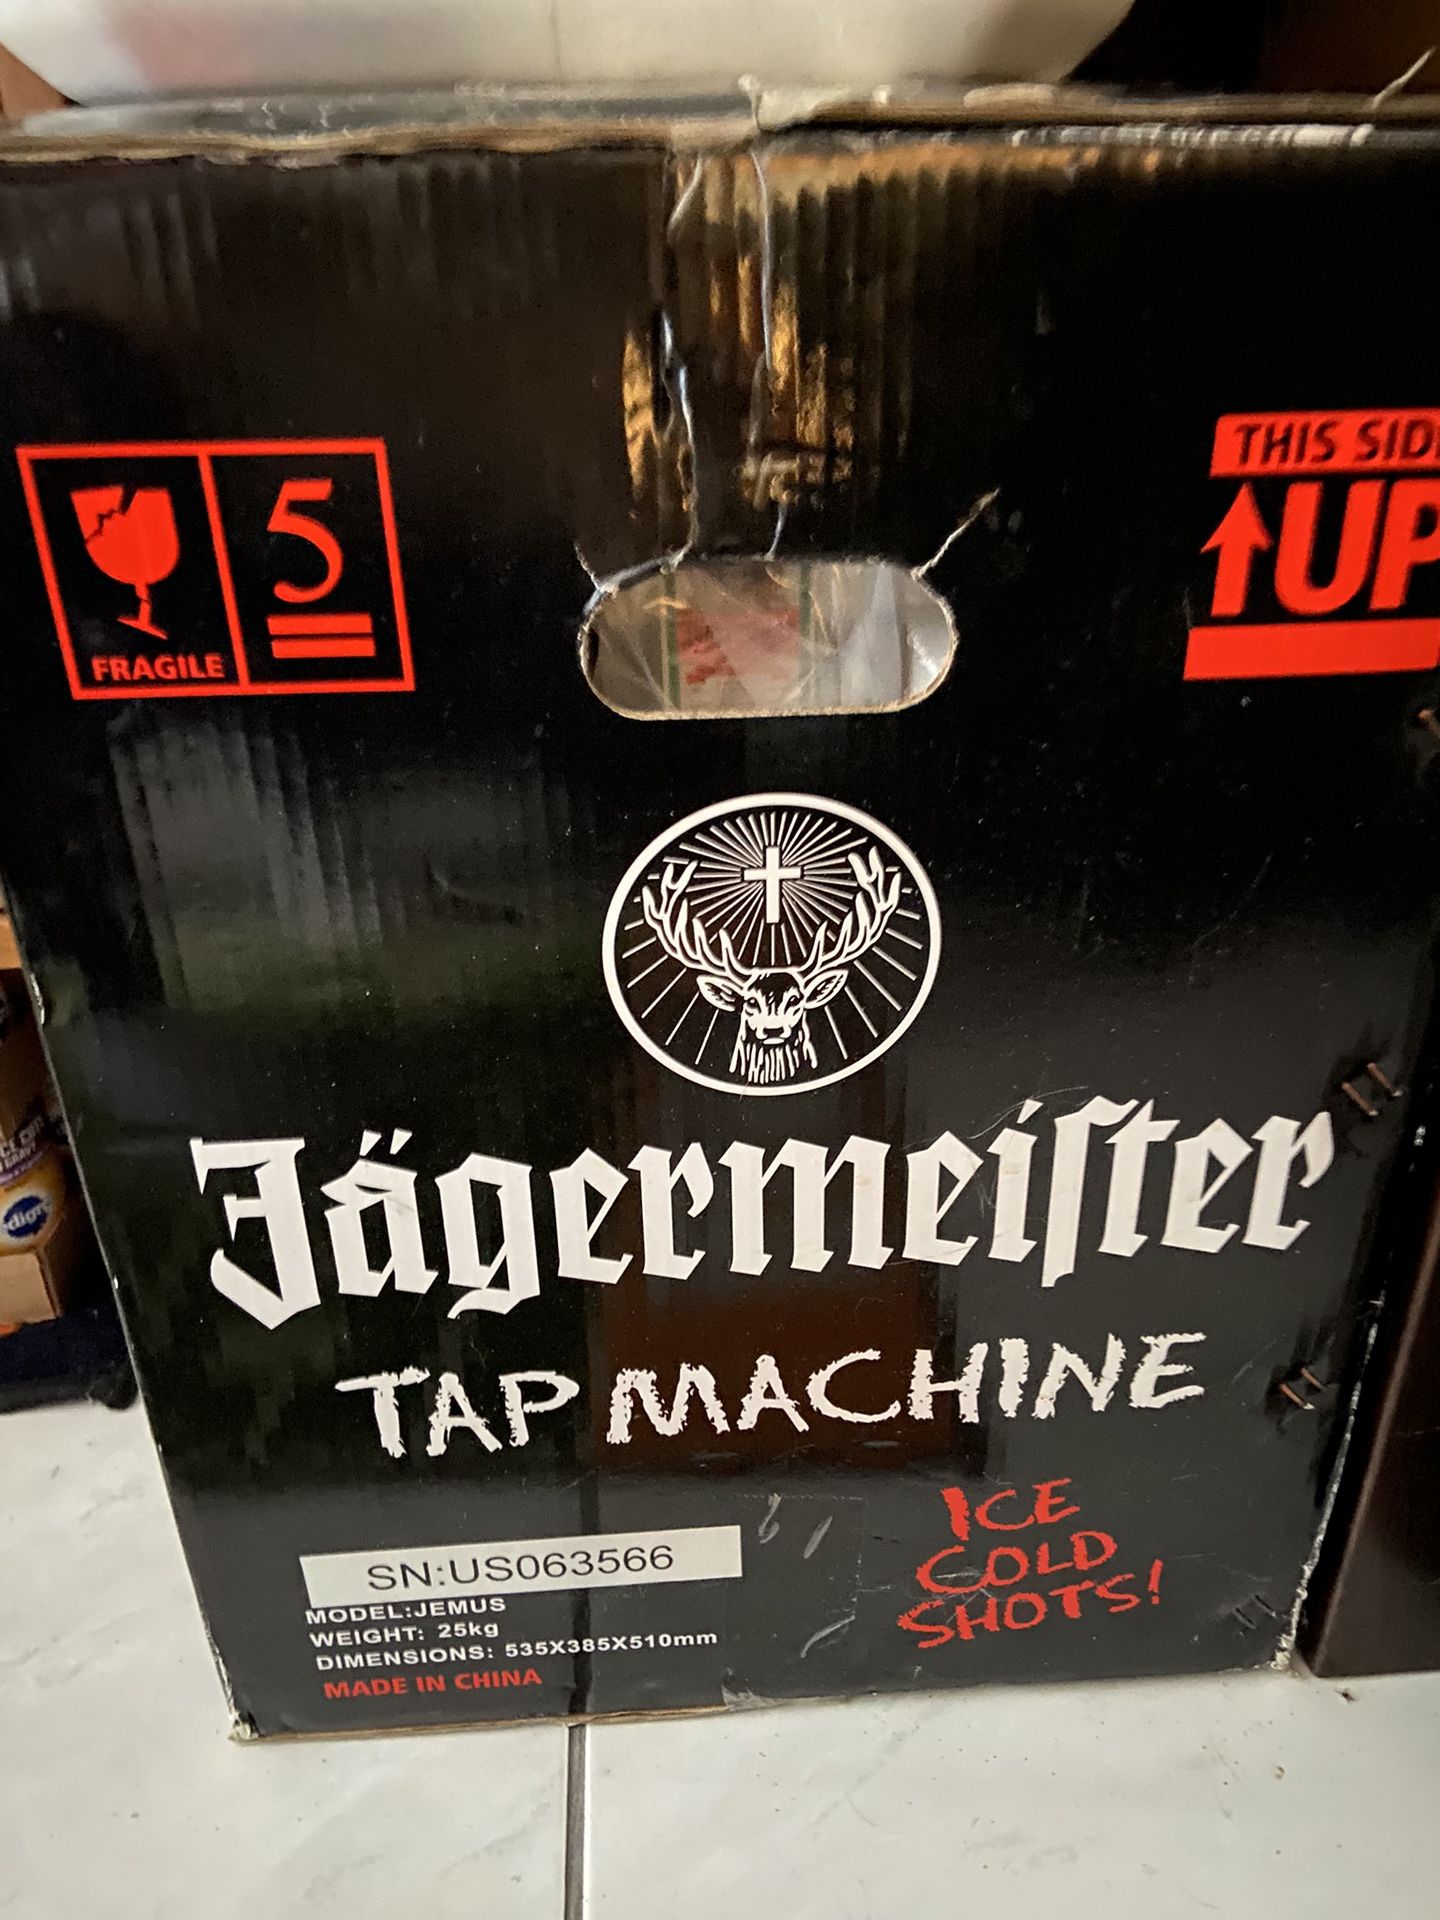 5
FRAGILE
THIS SIDE
UP
Jägermeiſter
TAP MACHINE
ICE
COLD
SHOTS!
SN:US063566
MODEL:JEMUS
WEIGHT: 25kg
DIMENSIONS: 535X385X510mm
MADE IN CHINA